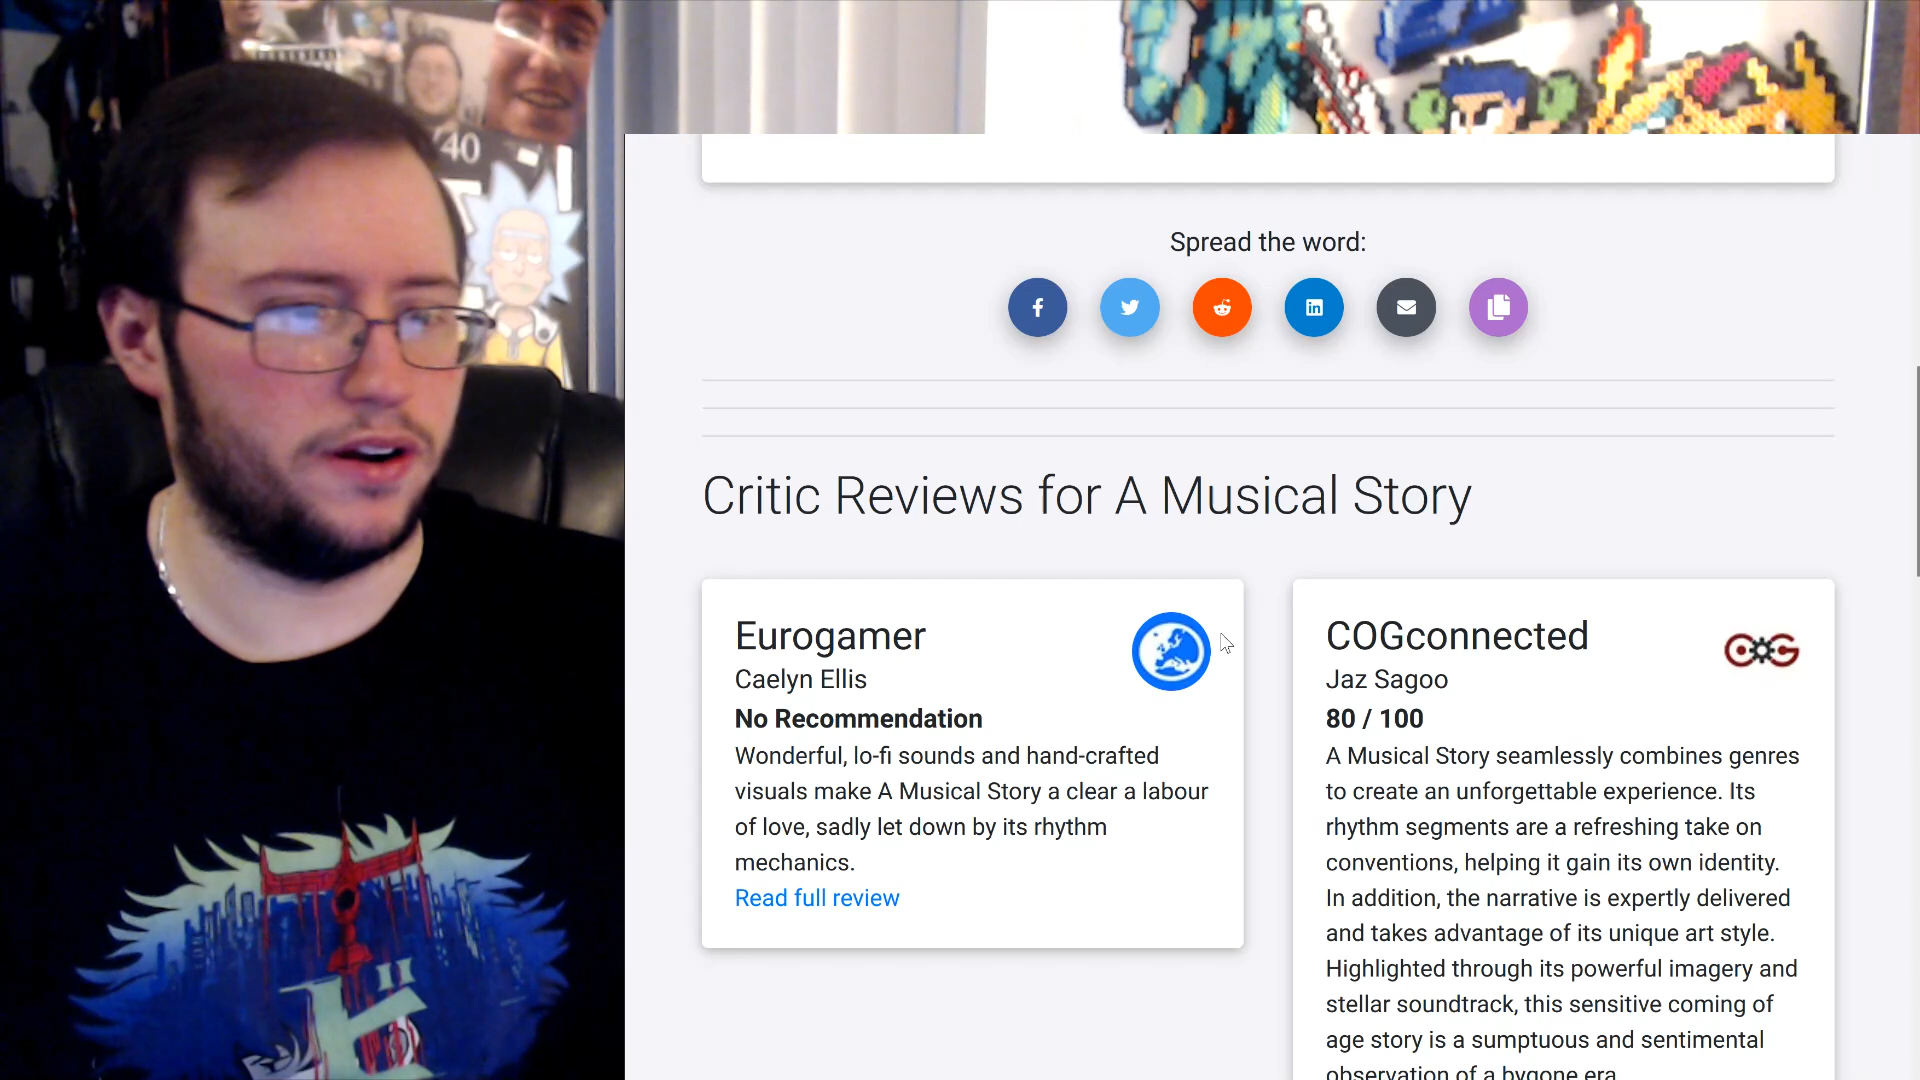 /40
Spread the word:
Critic Reviews for A Musical Story
Eurogamer
Caelyn Ellis
No Recommendation
Wonderful, lo-fi sounds and hand-crafted
visuals make A Musical Story a clear a labour
of love, sadly let down by its rhythm
mechanics.
Read full review
COGconnected
COG
Jaz Sagoo
80 / 100
A Musical Story seamlessly combines genres
to create an unforgettable experience. Its
rhythm segments are a refreshing take on
conventions, helping it gain its own identity.
In addition, the narrative is expertly delivered
and takes advantage of its unique art style.
Highlighted through its powerful imagery and
stellar soundtrack, this sensitive coming of
age story is a sumptuous and sentimental
observation of a bygone era